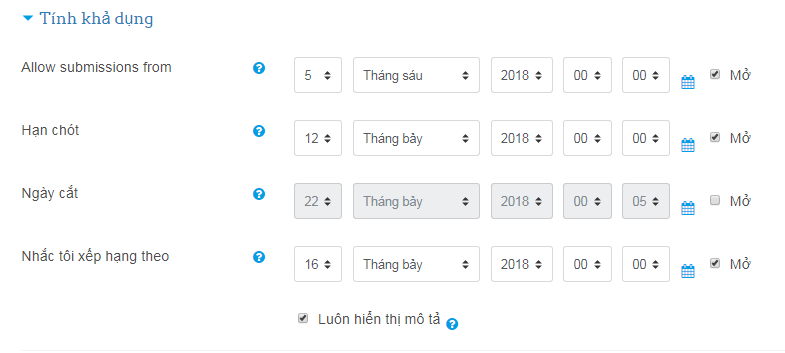 Tính khả dụng
Allow submissions from 5 Tháng sáu 2018 00 00 Mở
Hạn chót 12 Tháng bảy 2018 00 00 Mở
Ngày cắt 22 Tháng bảy 2018 00 05 Mở
Nhắc tôi xếp hạng theo 16 Tháng bảy 2018 00 00 Mở
Luôn hiển thị mô tả